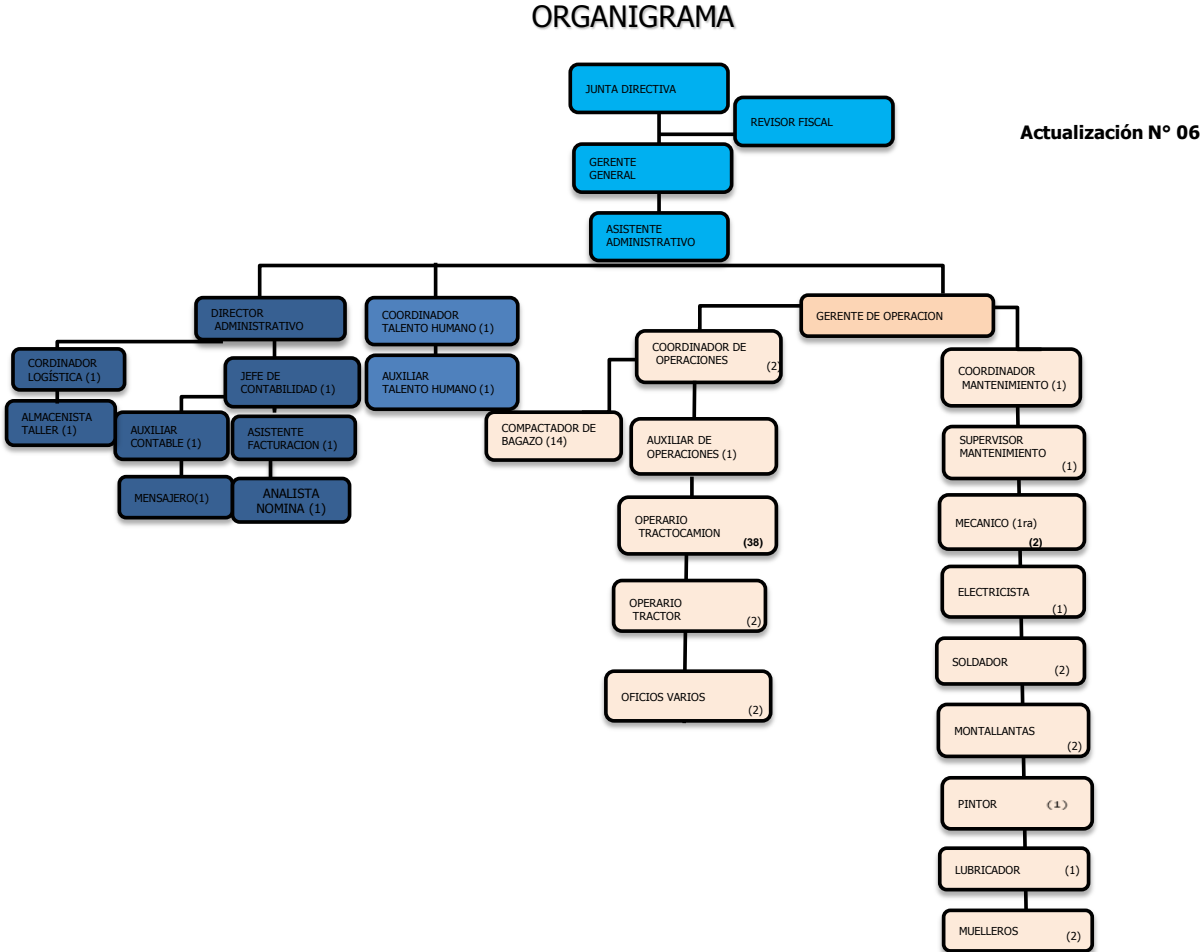 ORGANIGRAMA
JUNTA DIRECTIVA
REVISOR FISCAL
Actualización N° 06
GERENTE
GENERAL
ASISTENTE
ADMINISTRATIVO
DIRECTOR
ADMINISTRATIVO
CORDINADOR
LOGÍSTICA (1)
ALMACENISTA
TALLER (1)
JEFE DE
CONTABILIDAD (1)
AUXILIAR
CONTABLE (1)
MENSAJERO(1)
ASISTENTE
FACTURACION (1)
ANALISTA
NOMINA (1)
COORDINADOR
TALENTO HUMANO (1)
AUXILIAR
TALENTO HUMANO (1)
GERENTE DE OPERACION
COORDINADOR DE
OPERACIONES
(2)
COMPACTADOR DE
BAGAZO (14)
AUXILIAR DE
OPERACIONES (1)
OPERARIO
TRACTOCAMION
(38)
OPERARIO
TRACTOR
(2)
OFICIOS VARIOS
(2)
COORDINADOR
MANTENIMIENTO (1)
SUPERVISOR
MANTENIMIENTO
(1)
MECANICO (1ra)
(2)
ELECTRICISTA
(1)
SOLDADOR
(2)
MONTALLANTAS
(2)
PINTOR (1)
LUBRICADOR (1)
MUELLEROS
(2)